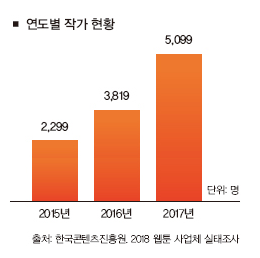 ■ 연도별 작가 현황
5,099
3,819
2,299
단위: 명
2015년 2016년 2017년
출처: 한국콘텐츠진흥원, 2018 웹툰 사업체 실태조사